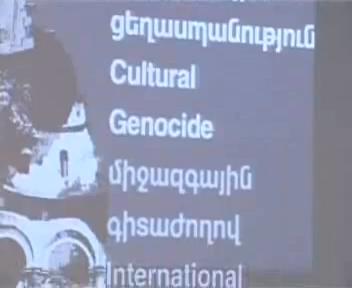 ցեղասպանություն
Cultural
Genocide
միջազգային
գիտաժողով
International